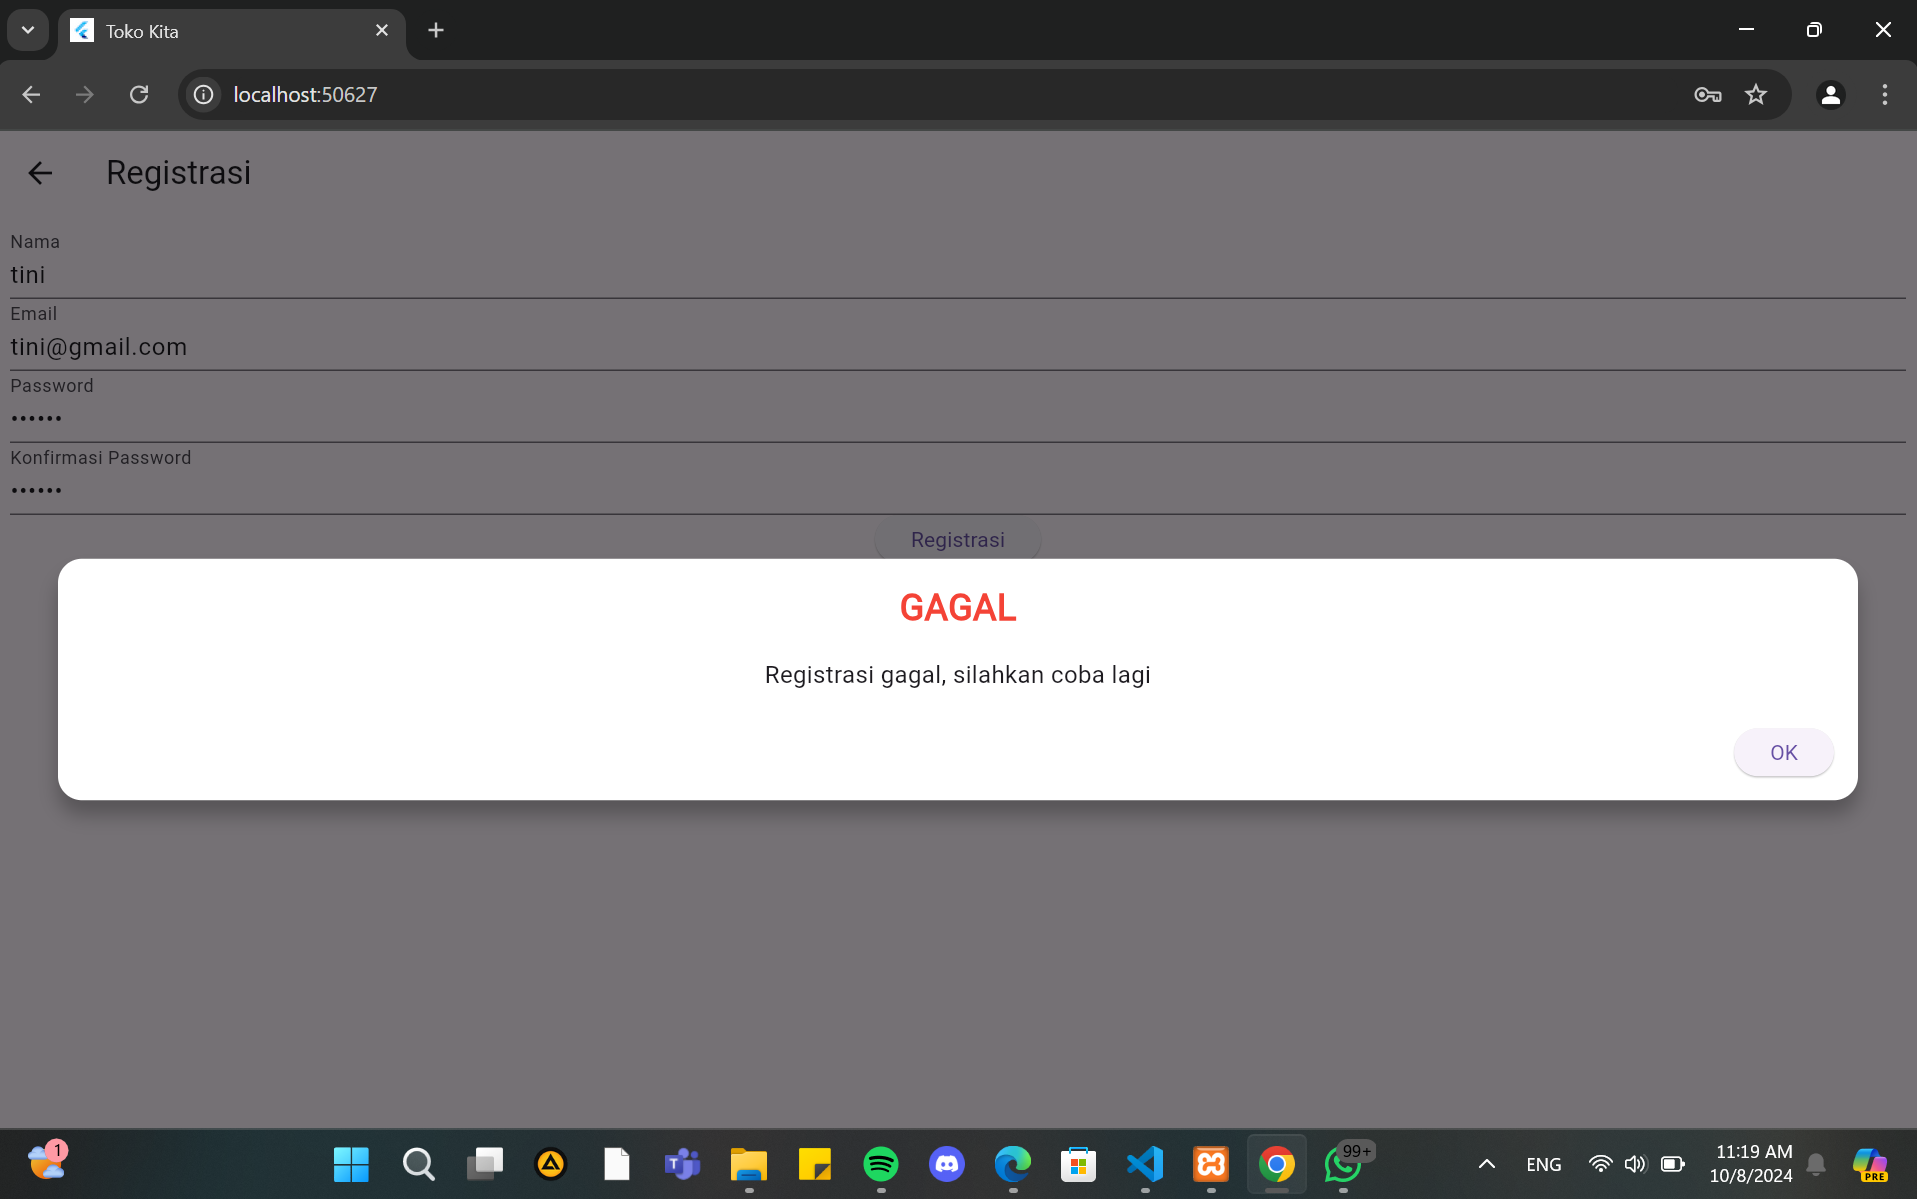 Toko Kita
localhost:50627
Registrasi
Nama
tini
Email
tini@gmail.com
Password
••••••
Konfirmasi Password
••••••
Registrasi
GAGAL
Registrasi gagal, silahkan coba lagi
OK
1
99+
ENG
11:19 AM
10/8/2024
PRE